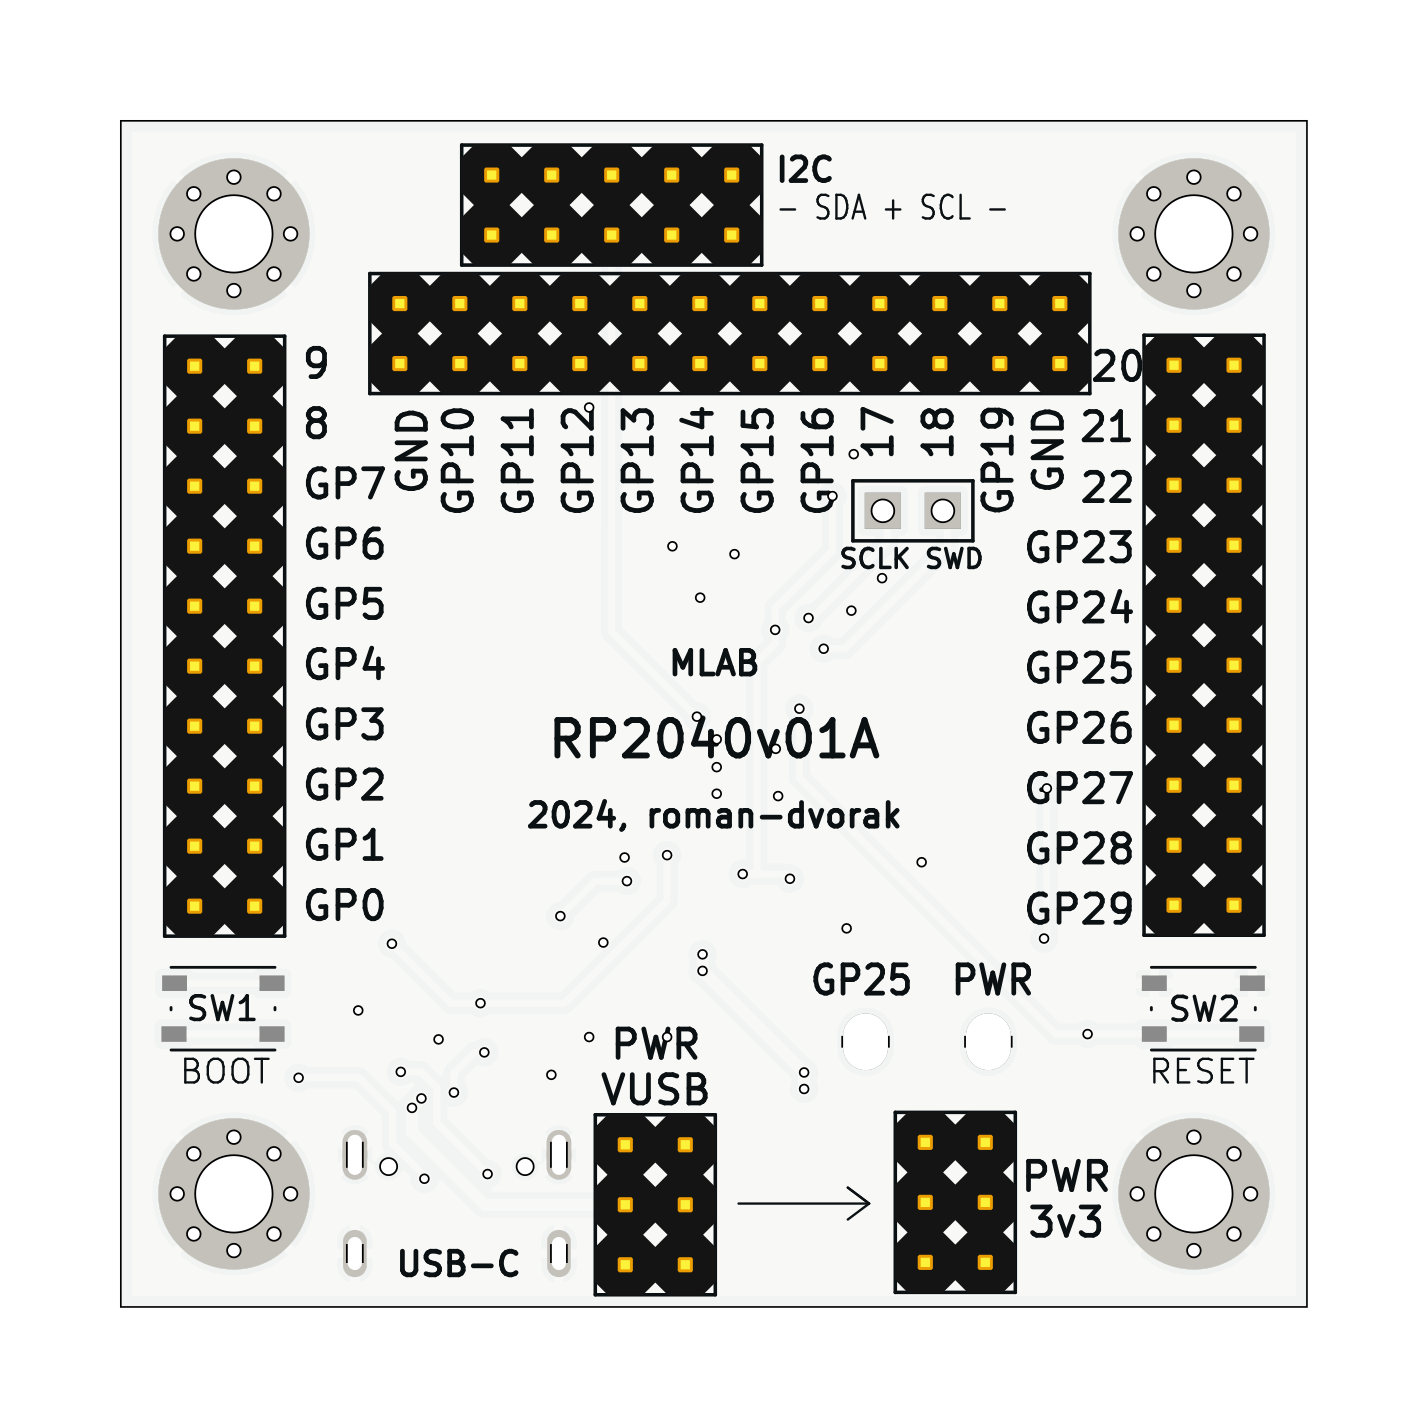 I2C
- SDA + SCL -
9
8
GP7
GP6
GP5
GP4
GP3
GP2
GP1
GP0
GND
GP10
GP11
GP12
GP13
GP14
GP15
GP16
17
18
GP19
GND
20
21
22
GP23
GP24
GP25
GP26
GP27
GP28
GP29
SCLK SWD
MLAB
RP2040v01A
2024, roman-dvorak
SW1
BOOT
GP25 PWR
SW2
RESET
PWR
VUSB
USB-C
PWR
3v3